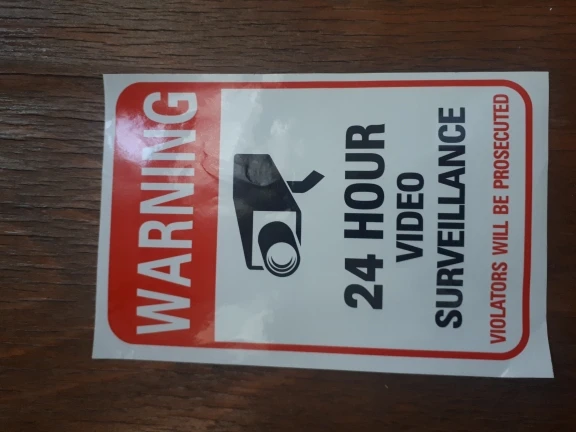 WARNING
24 HOUR
VIDEO
SURVEILLANCE
VIOLATORS WILL BE PROSECUTED